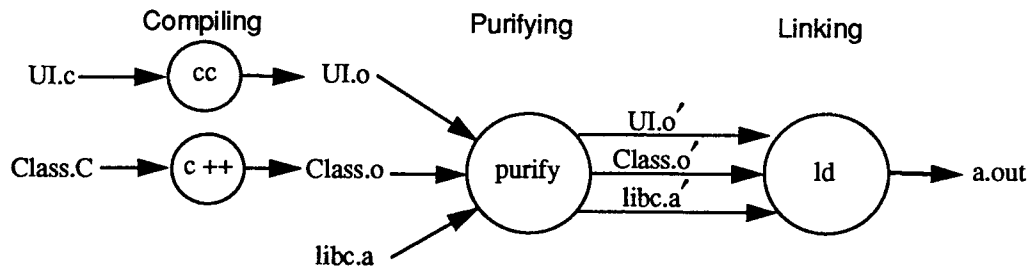 Compiling
Purifying
Linking
UI.c
cc
UI.o
UI.o′
Class.C
c ++
Class.o
purify
Class.o′
ld
a.out
libc.a′
libc.a